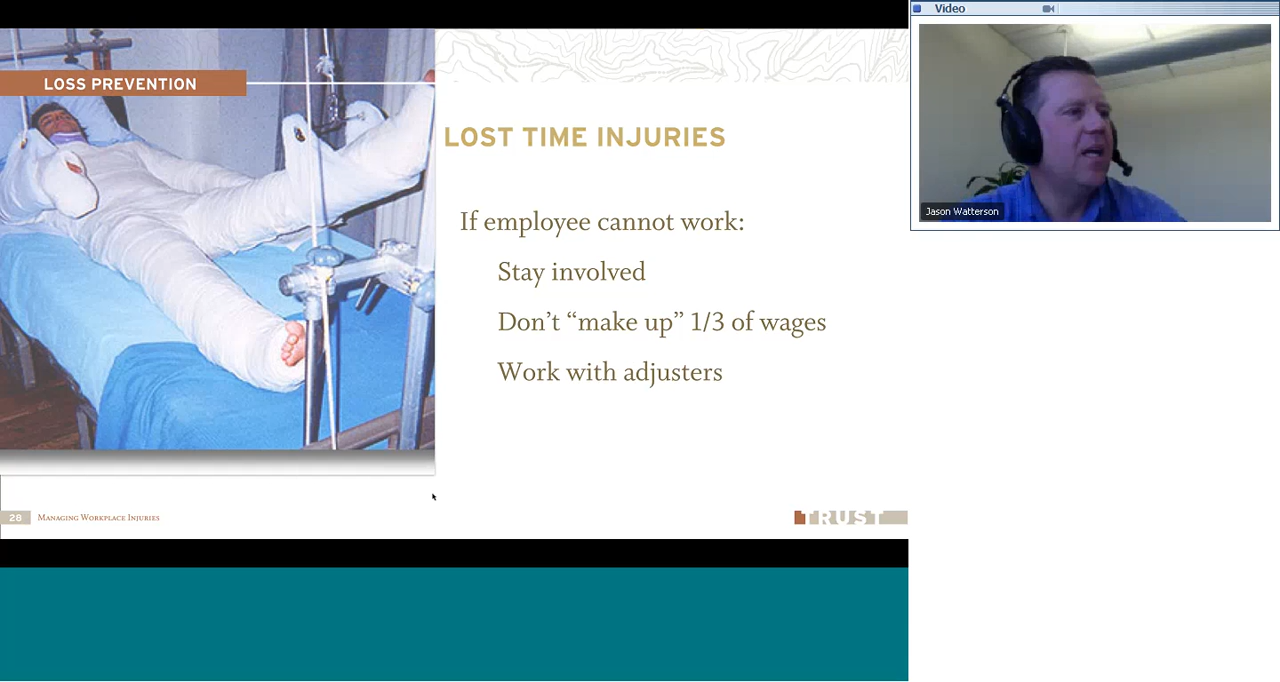 Video
LOSS PREVENTION
LOST TIME INJURIES
If employee cannot work:
Stay involved
Don’t “make up” 1/3 of wages
Work with adjusters
Jason Watterson
28
Managing Workplace Injuries
TRUST